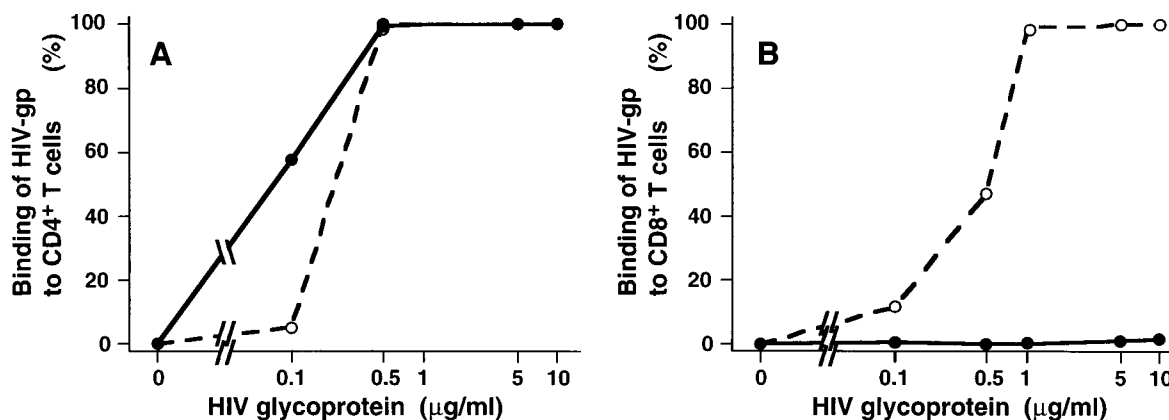 A
Binding of HIV-gp
to CD4⁺ T cells (%)
100
80
60
40
20
0
0 0.1 0.5 1 5 10
HIV glycoprotein (μg/ml)
B
Binding of HIV-gp
to CD8⁺ T cells (%)
100
80
60
40
20
0
0 0.1 0.5 1 5 10
HIV glycoprotein (μg/ml)